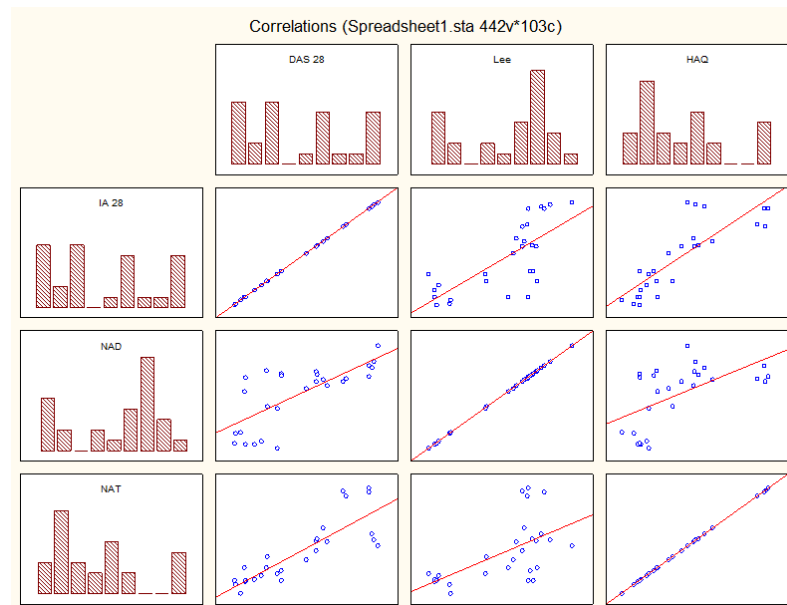 Correlations (Spreadsheet1.sta 442v*103c)
DAS 28
Lee
HAQ
IA 28
NAD
NAT